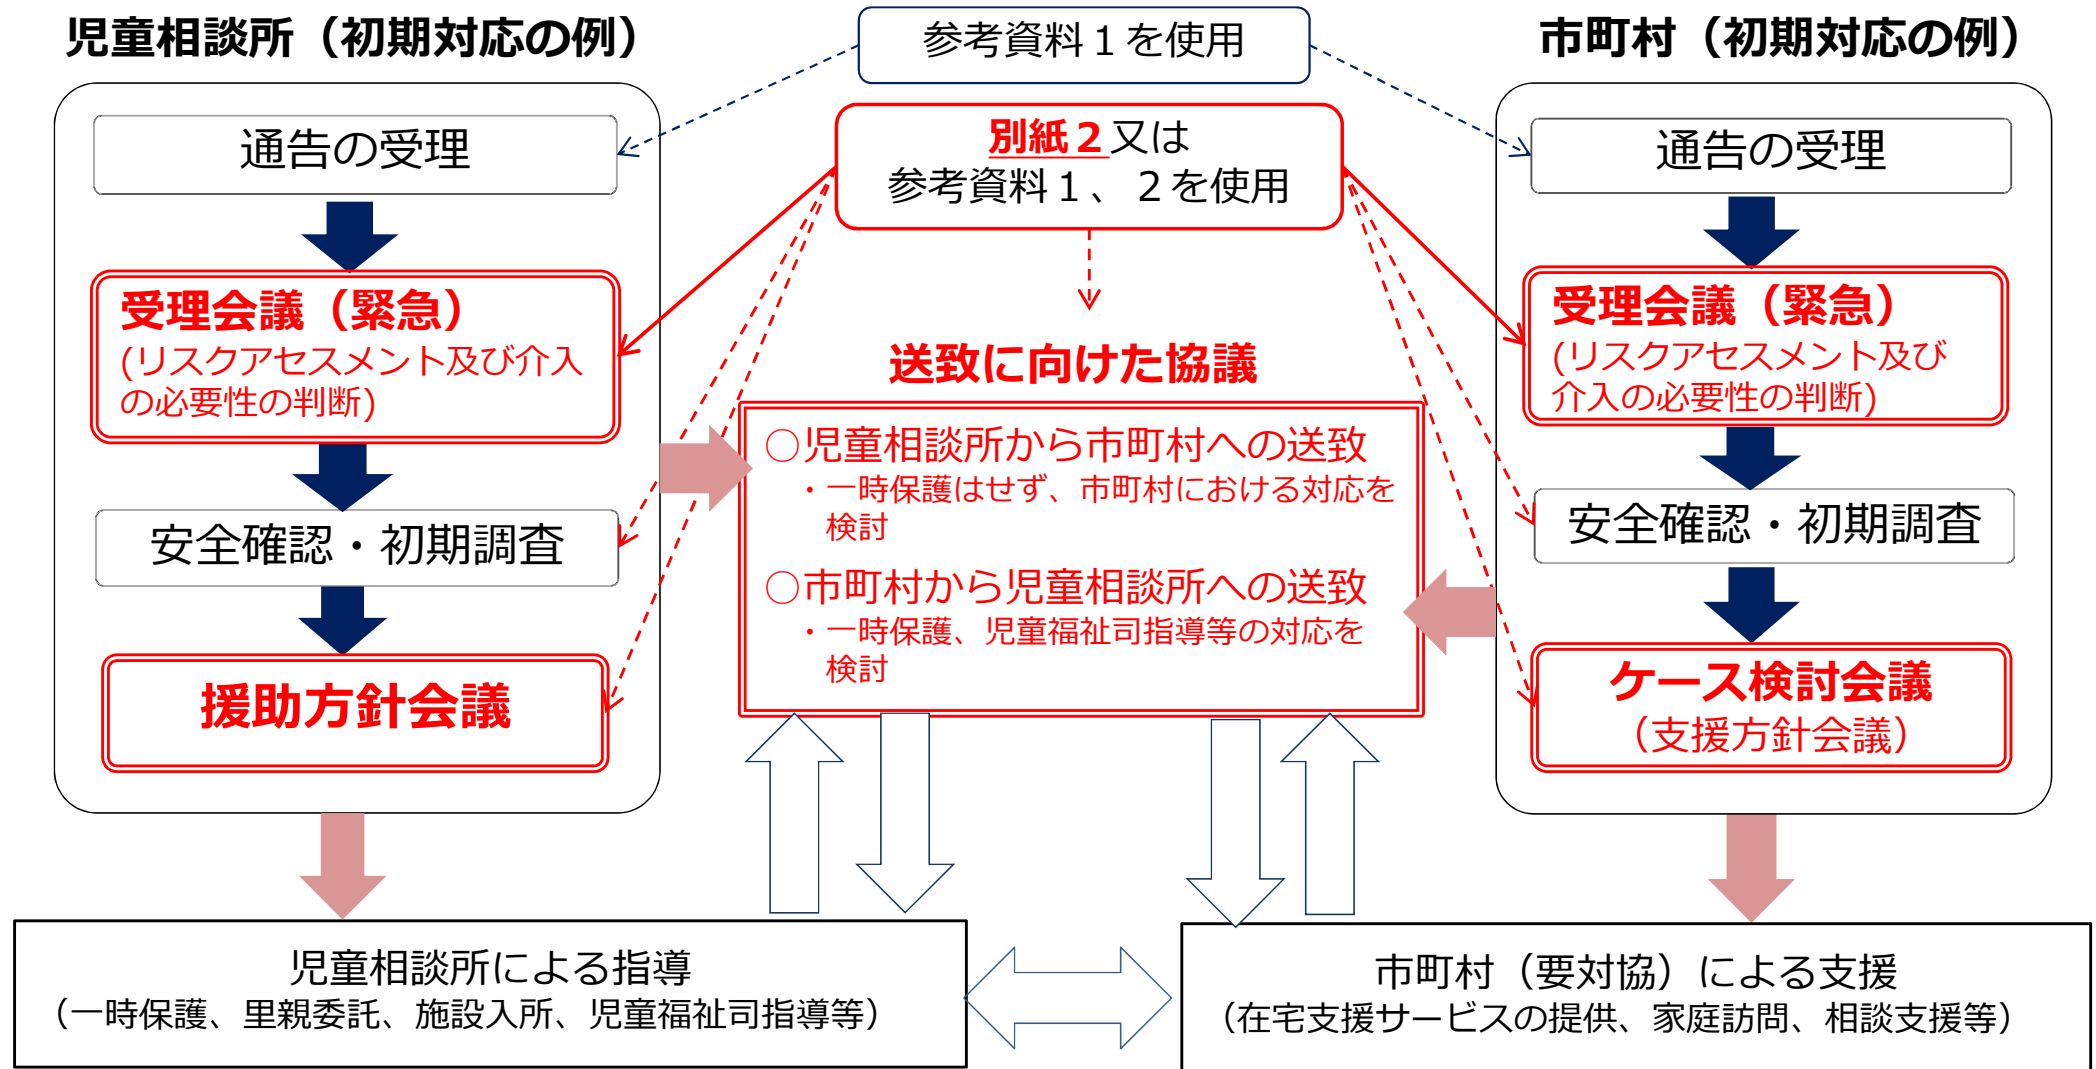 児童相談所（初期対応の例）
参考資料１を使用
市町村（初期対応の例）
通告の受理
別紙２又は
参考資料１、２を使用
通告の受理
受理会議（緊急）
(リスクアセスメント及び介入
の必要性の判断)
受理会議（緊急）
(リスクアセスメント及び
介入の必要性の判断)
送致に向けた協議
○児童相談所から市町村への送致
・一時保護はせず、市町村における対応を
検討
○市町村から児童相談所への送致
・一時保護、児童福祉司指導等の対応を
検討
安全確認・初期調査
安全確認・初期調査
援助方針会議
ケース検討会議
（支援方針会議）
児童相談所による指導
（一時保護、里親委託、施設入所、児童福祉司指導等）
市町村（要対協）による支援
（在宅支援サービスの提供、家庭訪問、相談支援等）